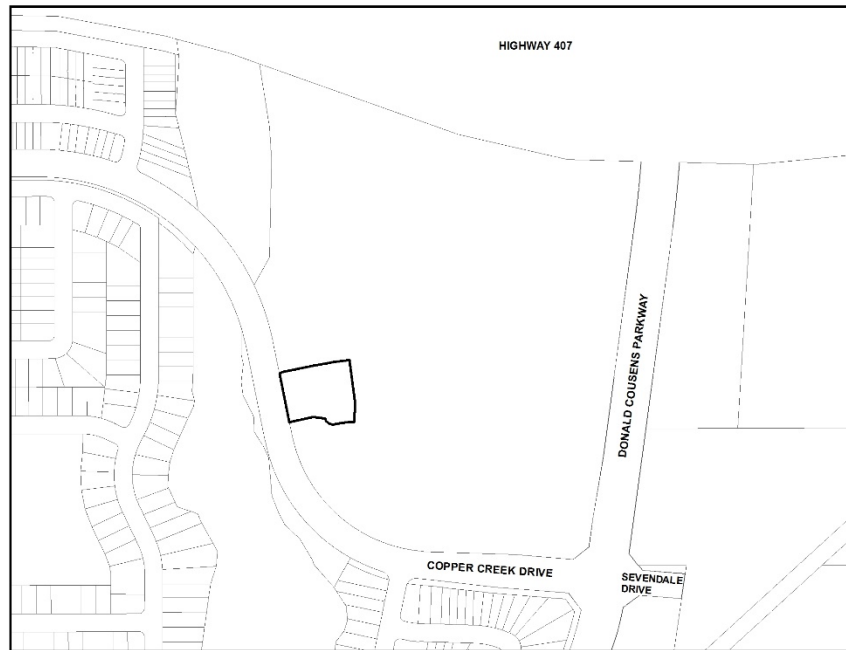 HIGHWAY 407
DONALD COUSENS PARKWAY
COPPER CREEK DRIVE
SEVENDALE
DRIVE